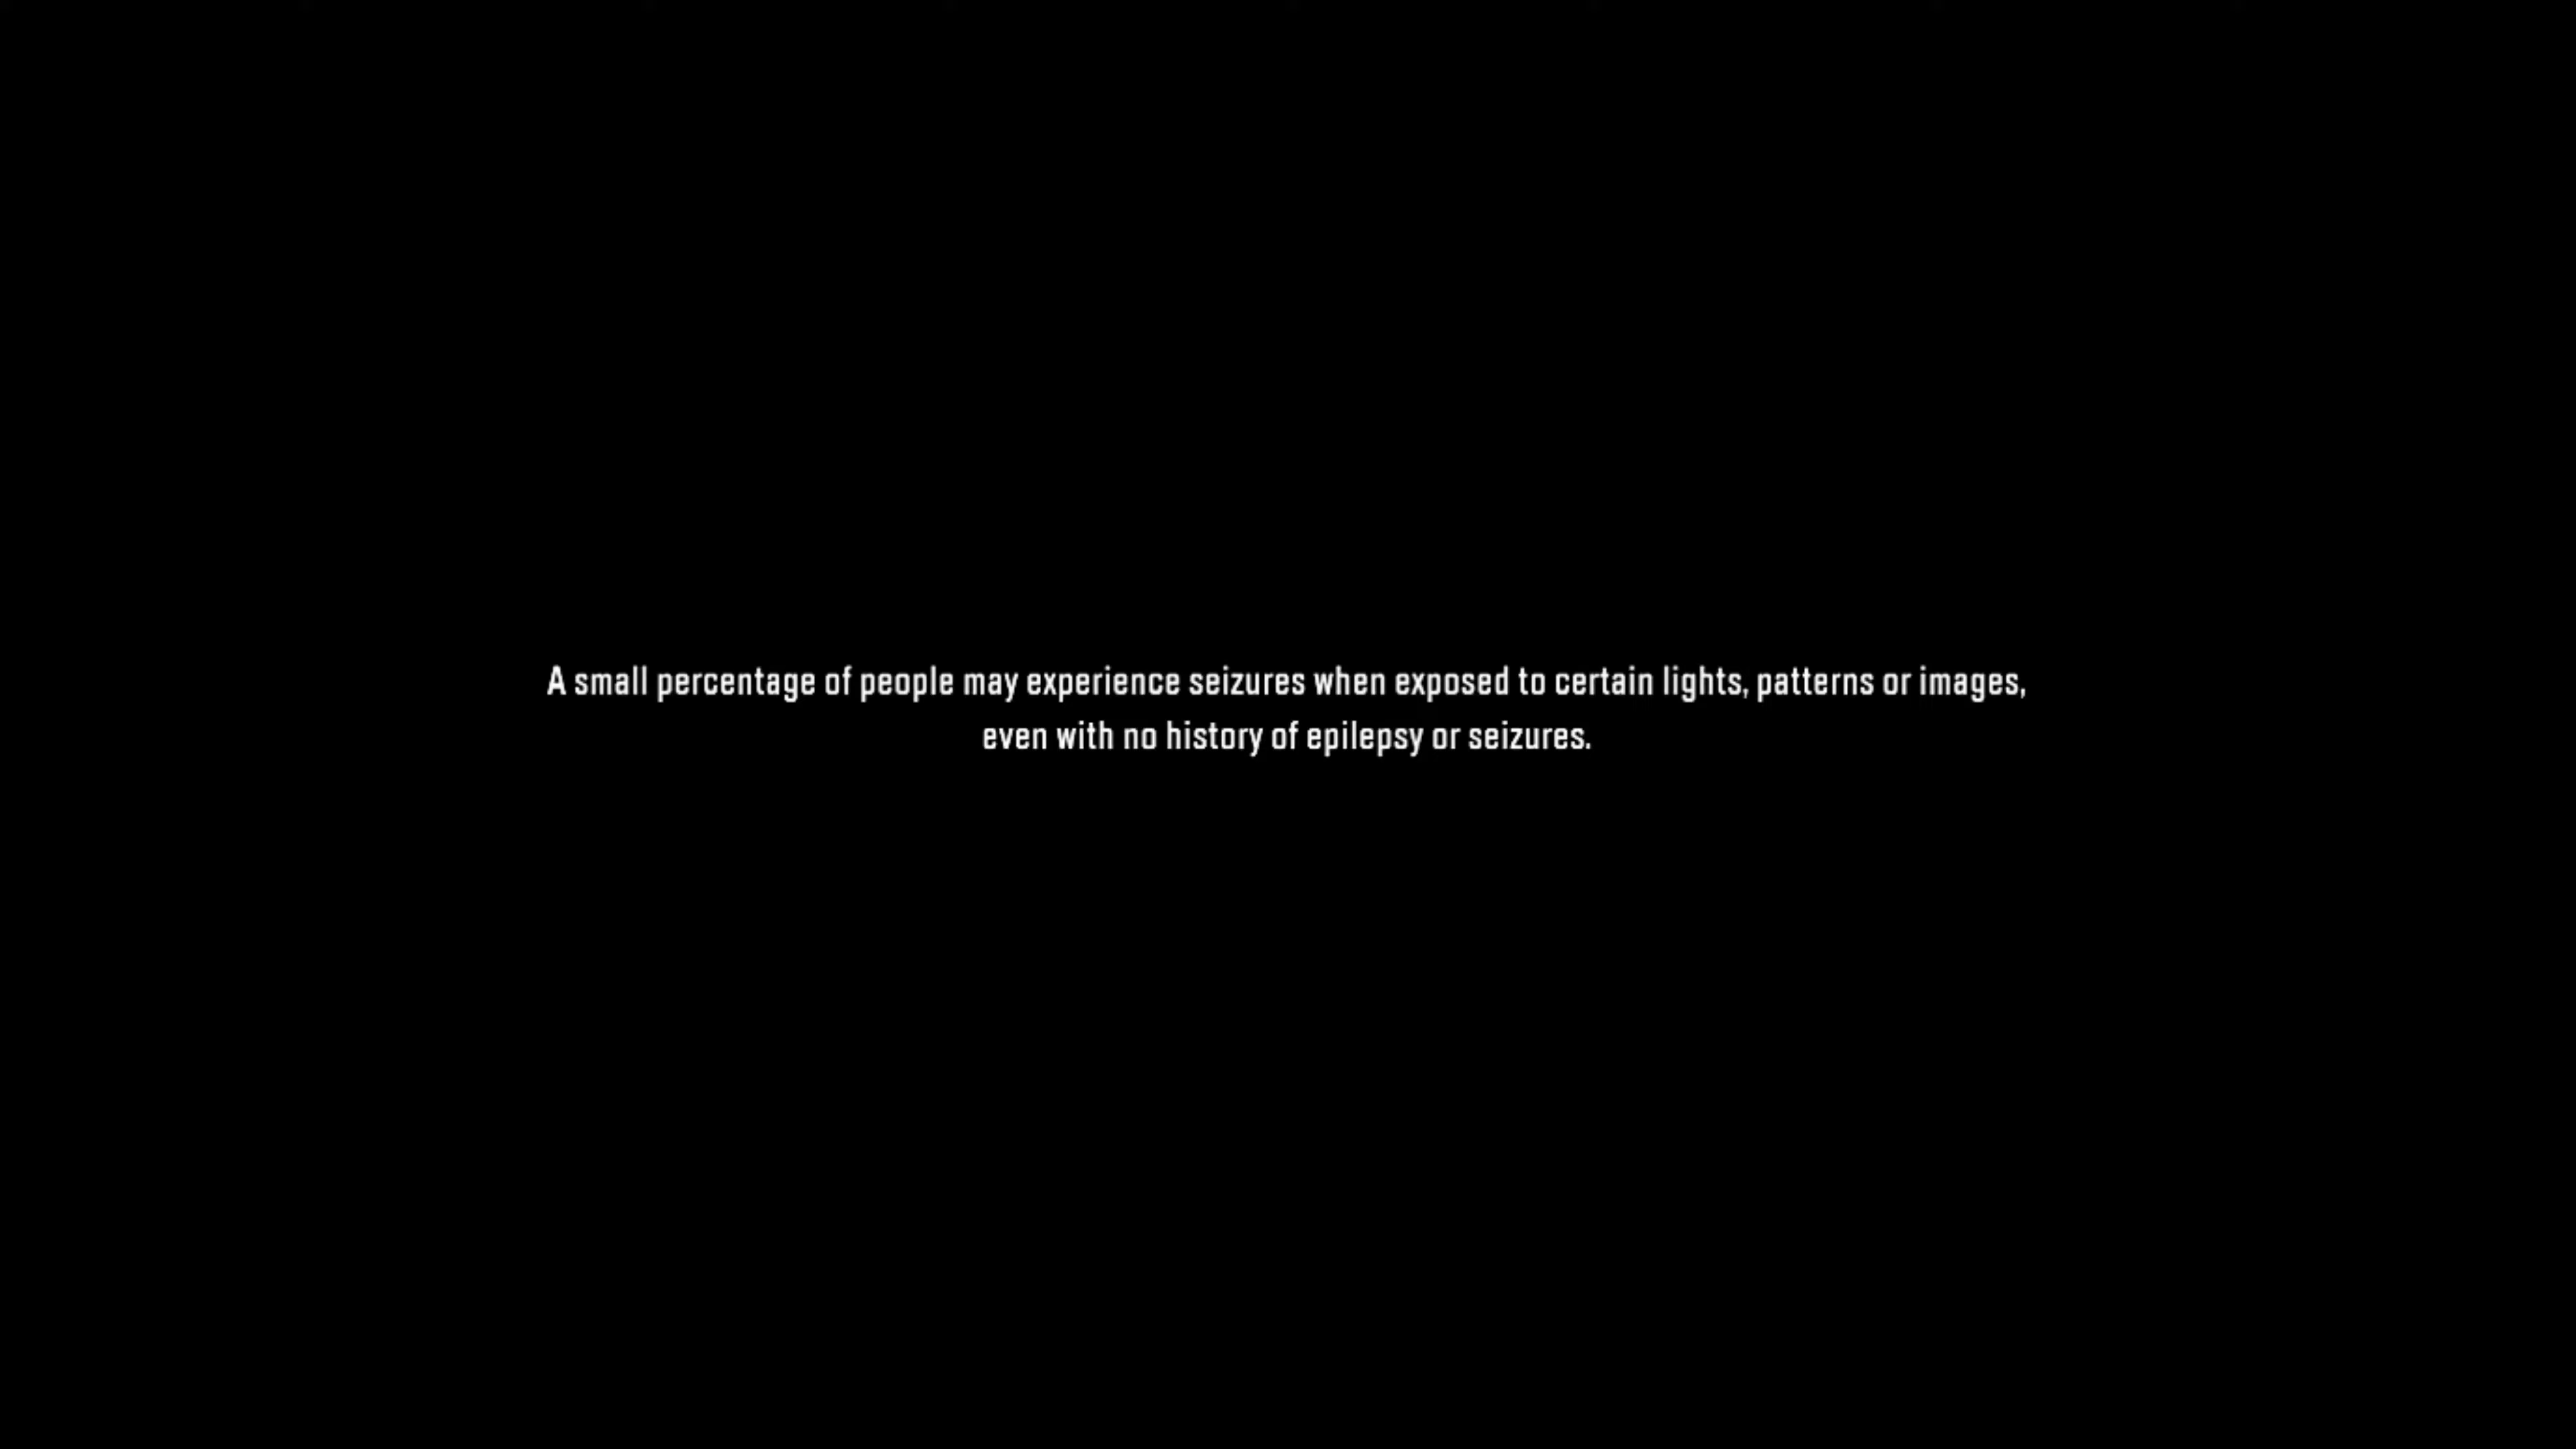 A small percentage of people may experience seizures when exposed to certain lights, patterns or images,
even with no history of epilepsy or seizures.